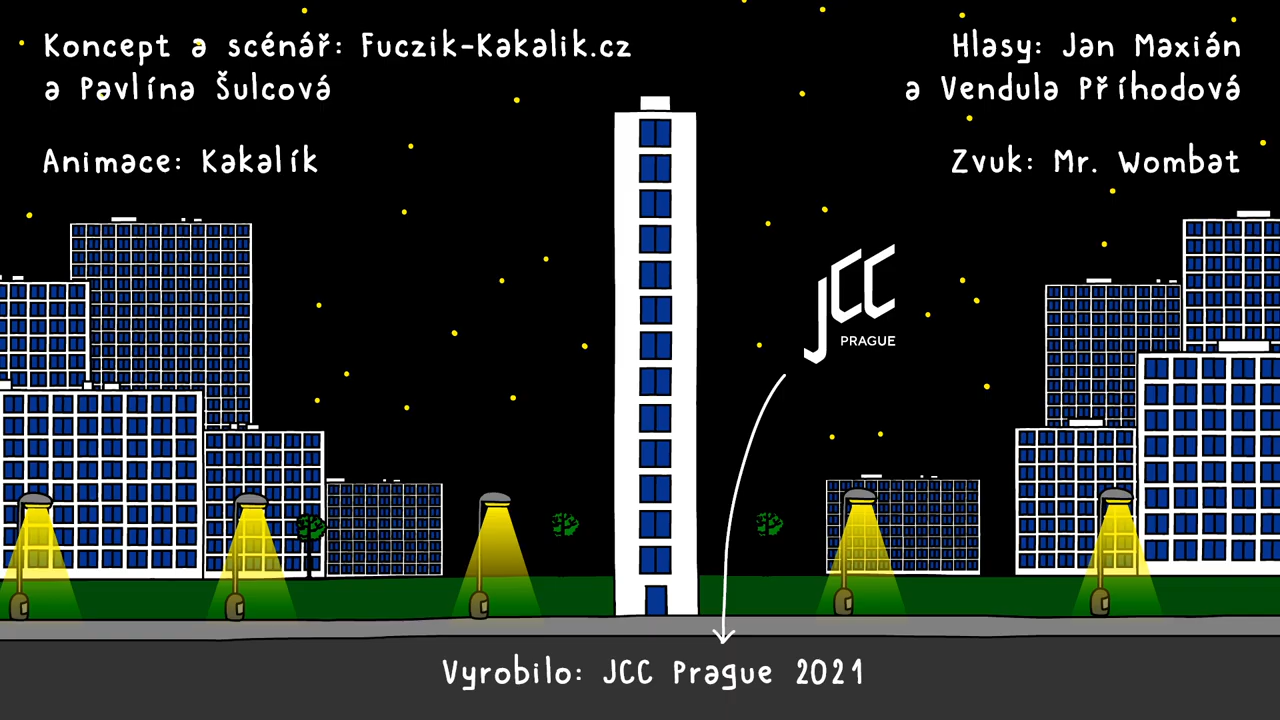 Koncept a scénář: Fuczik-Kakalik.cz
a Pavlína Šulcová
Animace: Kakalík
Hlasy: Jan Maxián
a Vendula Příhodová
Zvuk: Mr. Wombat
JCC
PRAGUE
Vyrobilo: JCC Prague 2021